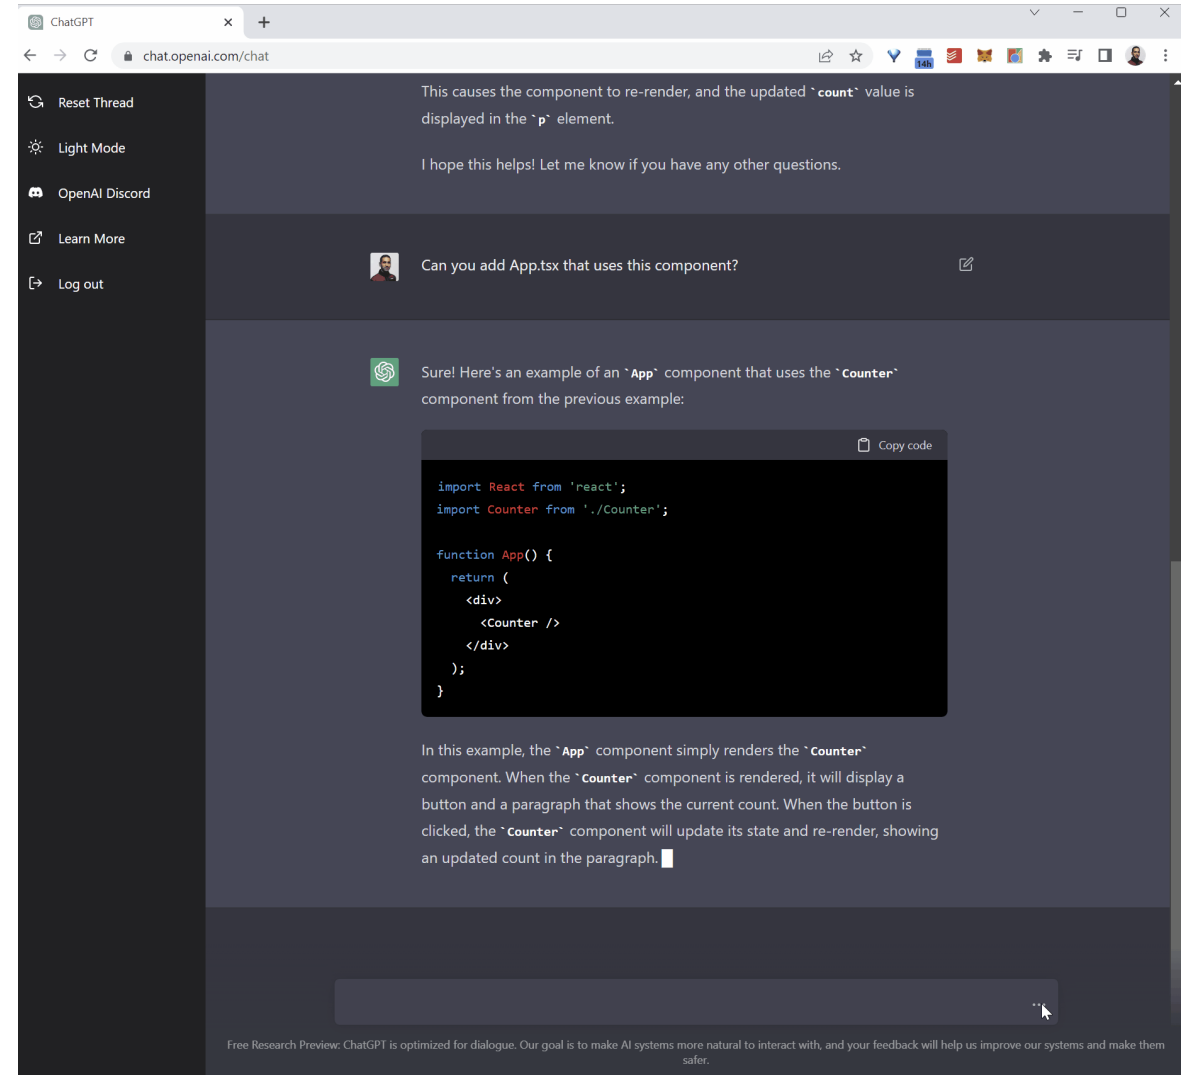 ChatGPT
chat.openai.com/chat
14h
Reset Thread
Light Mode
OpenAI Discord
Learn More
Log out
This causes the component to re-render, and the updated `count` value is
displayed in the `p` element.
I hope this helps! Let me know if you have any other questions.
Can you add App.tsx that uses this component?
Sure! Here's an example of an `App` component that uses the `Counter`
component from the previous example:
Copy code
import React from 'react';
import Counter from './Counter';
function App() {
  return (
    <div>
      <Counter />
    </div>
  );
}
In this example, the `App` component simply renders the `Counter`
component. When the `Counter` component is rendered, it will display a
button and a paragraph that shows the current count. When the button is
clicked, the `Counter` component will update its state and re-render, showing
an updated count in the paragraph.
Free Research Preview: ChatGPT is optimized for dialogue. Our goal is to make AI systems more natural to interact with, and your feedback will help us improve our systems and make them
safer.